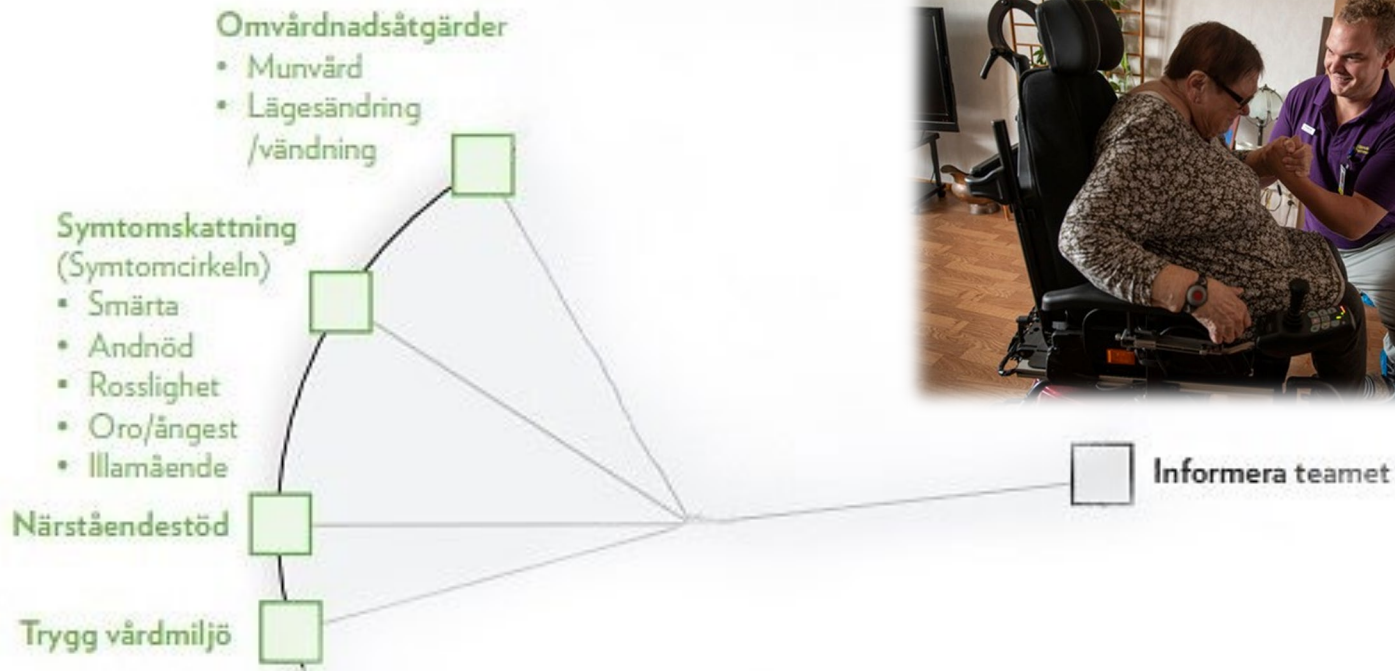 Omvårdnadsåtgärder
• Munvård
• Lägesändring
/vändning
Symtomskattning
(Symtomcirkeln)
• Smärta
• Andnöd
• Rosslighet
• Oro/ångest
• Illamående
Närståendestöd
Trygg vårdmiljö
Informera teamet